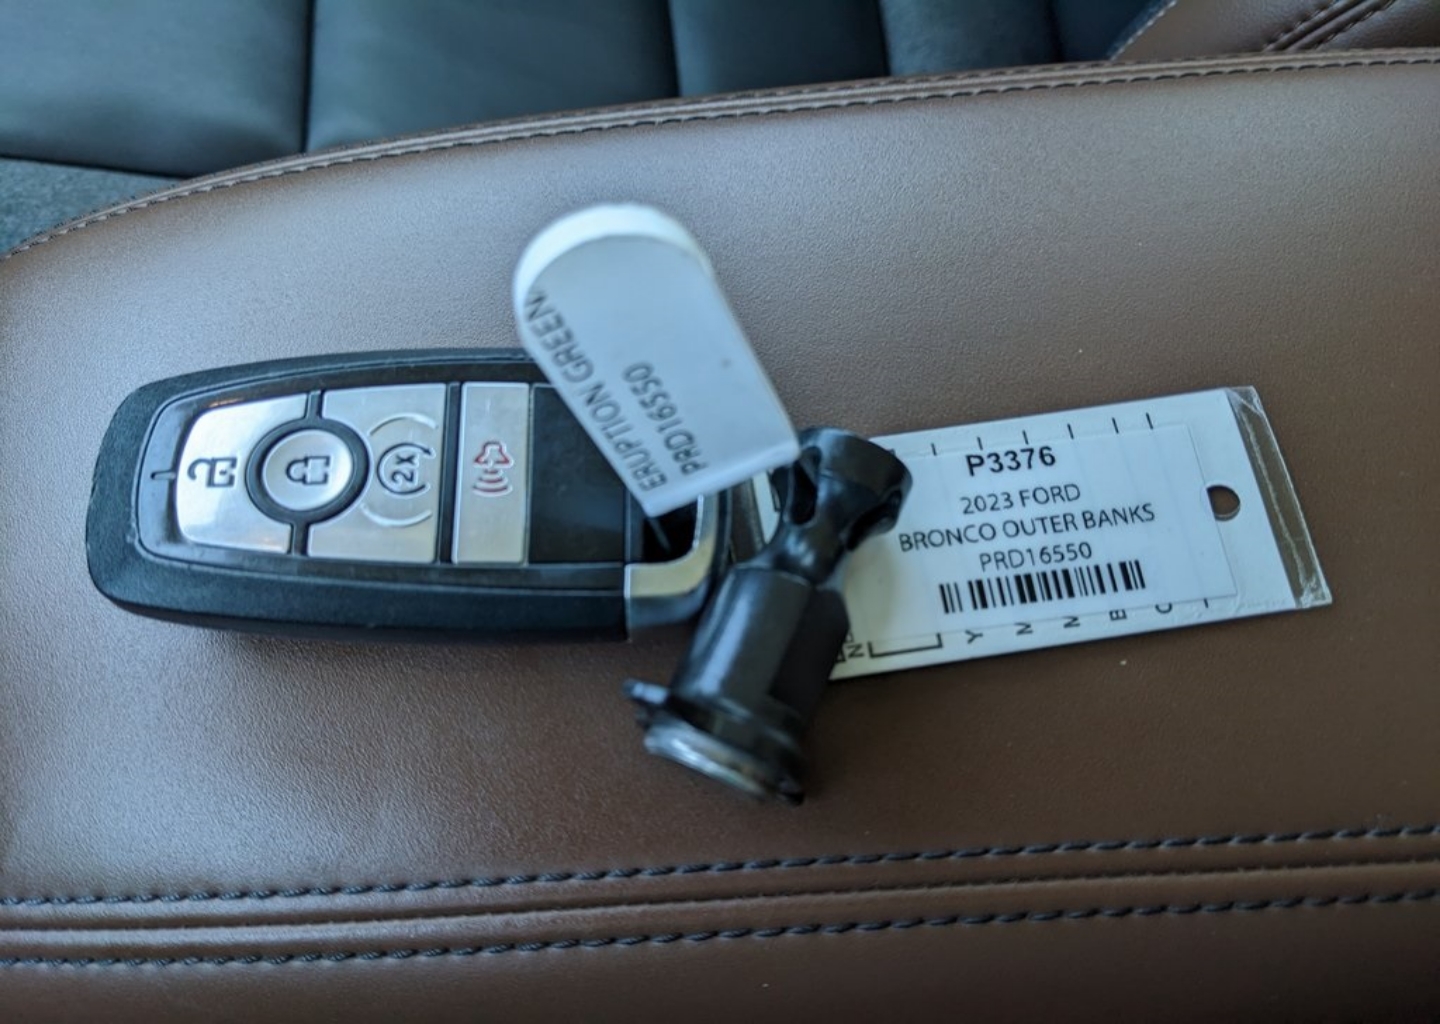 2x
ERUPTION GREEN,
PRD16550
P3376
2023 FORD
BRONCO OUTER BANKS
PRD16550